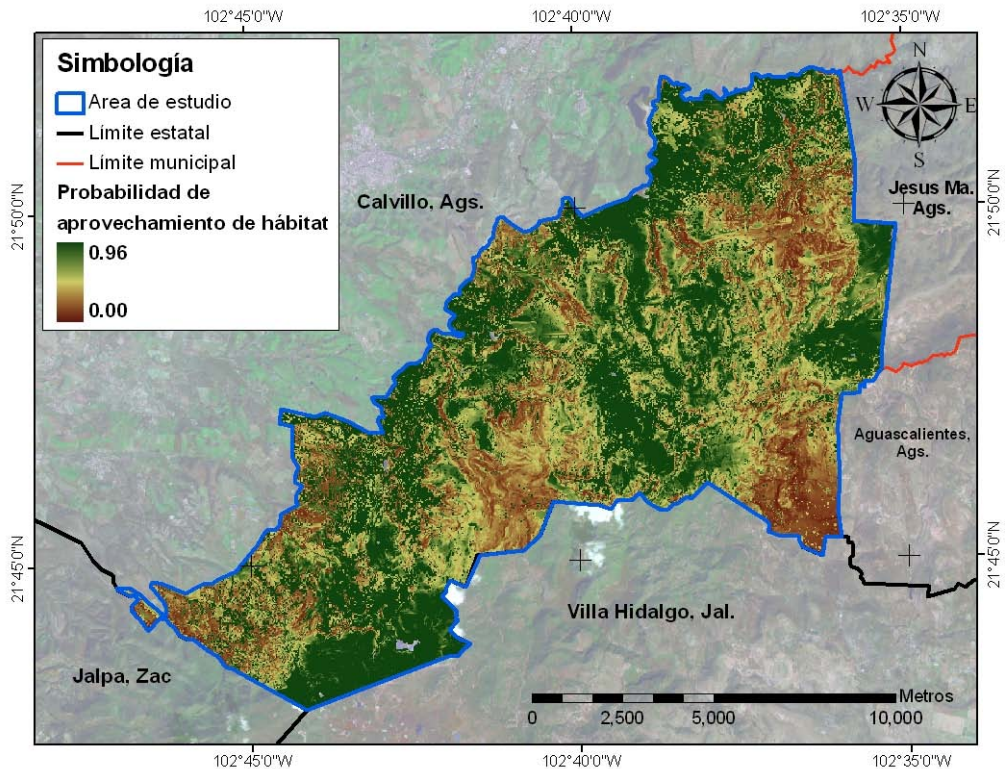 102°45'0"W
102°40'0"W
102°35'0"W
Simbología
Area de estudio
Límite estatal
Límite municipal
Probabilidad de
aprovechamiento de hábitat
0.96
0.00
N
W
E
S
Calvillo, Ags.
Jesus Ma.
Ags.
21°50'0"N
21°50'0"N
Aguascalientes,
Ags.
21°45'0"N
21°45'0"N
Villa Hidalgo, Jal.
Jalpa, Zac
Metros
0
2,500
5,000
10,000
102°45'0"W
102°40'0"W
102°35'0"W